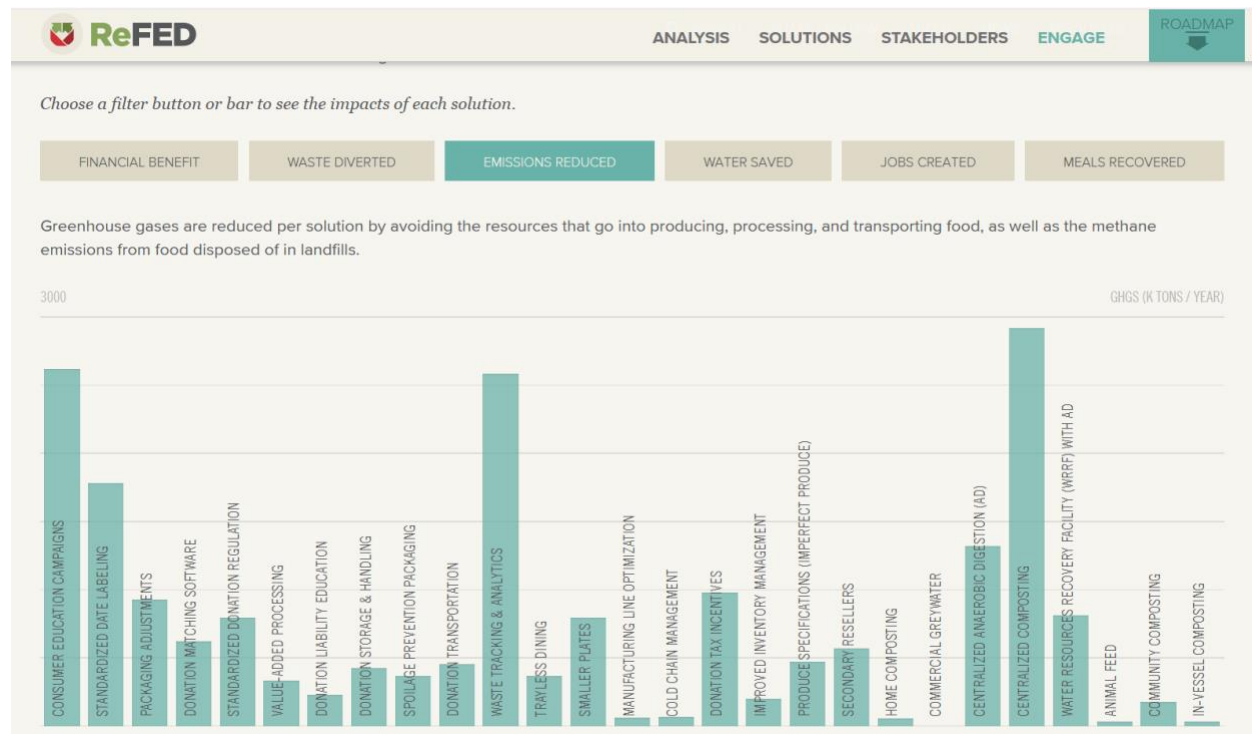 ReFED
ANALYSIS SOLUTIONS STAKEHOLDERS ENGAGE
ROADMAP
Choose a filter button or bar to see the impacts of each solution.
FINANCIAL BENEFIT WASTE DIVERTED EMISSIONS REDUCED WATER SAVED JOBS CREATED MEALS RECOVERED
Greenhouse gases are reduced per solution by avoiding the resources that go into producing, processing, and transporting food, as well as the methane
emissions from food disposed of in landfills.
3000 GHGS (K TONS / YEAR)
CONSUMER EDUCATION CAMPAIGNS
STANDARDIZED DATE LABELING
PACKAGING ADJUSTMENTS
DONATION MATCHING SOFTWARE
STANDARDIZED DONATION REGULATION
VALUE-ADDED PROCESSING
DONATION LIABILITY EDUCATION
DONATION STORAGE & HANDLING
SPOILAGE PREVENTION PACKAGING
DONATION TRANSPORTATION
WASTE TRACKING & ANALYTICS
TRAYLESS DINING
SMALLER PLATES
MANUFACTURING LINE OPTIMIZATION
COLD CHAIN MANAGEMENT
DONATION TAX INCENTIVES
IMPROVED INVENTORY MANAGEMENT
PRODUCE SPECIFICATIONS (IMPERFECT PRODUCE)
SECONDARY RESELLERS
HOME COMPOSTING
COMMERCIAL GREYWATER
CENTRALIZED ANAEROBIC DIGESTION (AD)
CENTRALIZED COMPOSTING
WATER RESOURCES RECOVERY FACILITY (WRRF) WITH AD
ANIMAL FEED
COMMUNITY COMPOSTING
IN-VESSEL COMPOSTING